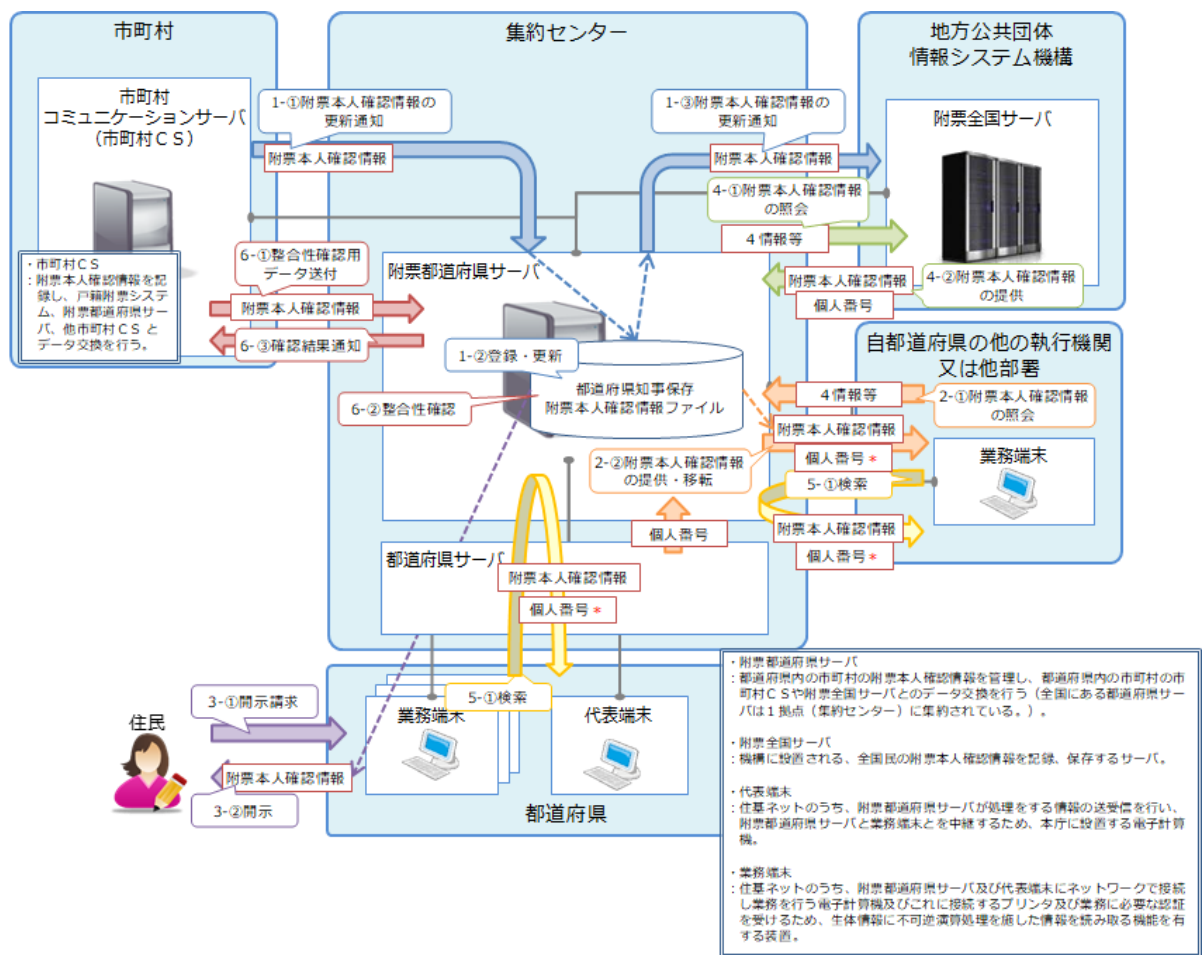 市町村
集約センター
地方公共団体
情報システム機構
市町村
コミュニケーションサーバ
（市町村ＣＳ）
1-①附票本人確認情報の
更新通知
附票本人確認情報
1-③附票本人確認情報の
更新通知
附票本人確認情報
附票全国サーバ
4-①附票本人確認情報
の照会
４情報等
附票本人確認情報
個人番号
4-②附票本人確認情報
の提供
・市町村ＣＳ
：附票本人確認情報を記
録し、戸籍附票システ
ム、附票都道府県サー
バ、他市町村ＣＳと
データ交換を行う。
6-①整合性確認用
データ送付
附票本人確認情報
6-③確認結果通知
附票都道府県サーバ
1-②登録・更新
都道府県知事保存
附票本人確認情報ファイル
6-②整合性確認
自都道府県の他の執行機関
又は他部署
４情報等
2-①附票本人確認情報
の照会
附票本人確認情報
個人番号＊
2-②附票本人確認情報
の提供・移転
業務端末
5-①検索
附票本人確認情報
個人番号＊
個人番号
都道府県サーバ
附票本人確認情報
個人番号＊
5-①検索
住民
3-①開示請求
附票本人確認情報
3-②開示
業務端末
代表端末
都道府県
・附票都道府県サーバ
：都道府県内の市町村の附票本人確認情報を管理し、都道府県内の市町村の市
町村ＣＳや附票全国サーバとのデータ交換を行う（全国にある都道府県サー
バは１拠点（集約センター）に集約されている。）。
・附票全国サーバ
：機構に設置される、全国民の附票本人確認情報を記録、保存するサーバ。
・代表端末
：住基ネットのうち、附票都道府県サーバが処理をする情報の送受信を行い、
附票都道府県サーバと業務端末とを中継するため、本庁に設置する電子計算
機。
・業務端末
：住基ネットのうち、附票都道府県サーバ及び代表端末にネットワークで接続
し業務を行う電子計算機及びこれに接続するプリンタ及び業務に必要な認証
を受けるため、生体情報に不可逆演算処理を施した情報を読み取る機能を有
する装置。